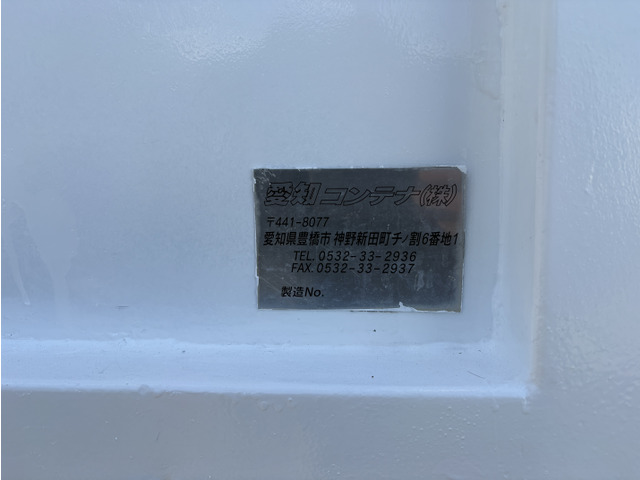 愛知コンテナ(株)
〒441-8077
愛知県豊橋市 神野新田町チノ割6番地1
TEL.0532-33-2936
FAX.0532-33-2937
製造No.